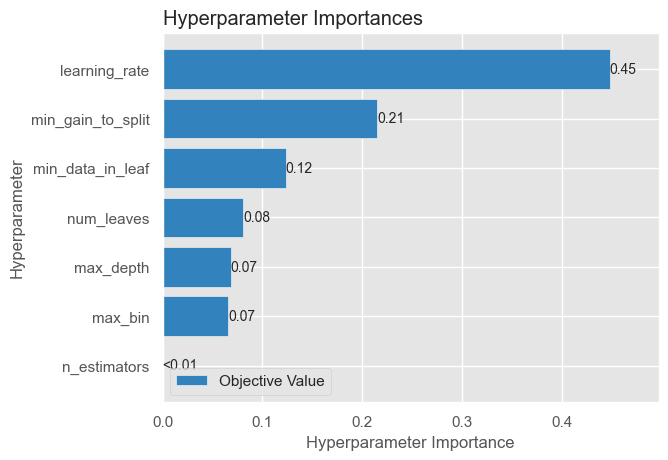 Hyperparameter Importances
Hyperparameter
learning_rate
0.45
min_gain_to_split
0.21
min_data_in_leaf
0.12
num_leaves
0.08
max_depth
0.07
max_bin
0.07
n_estimators
<0.01
Objective Value
0.0 0.1 0.2 0.3 0.4
Hyperparameter Importance